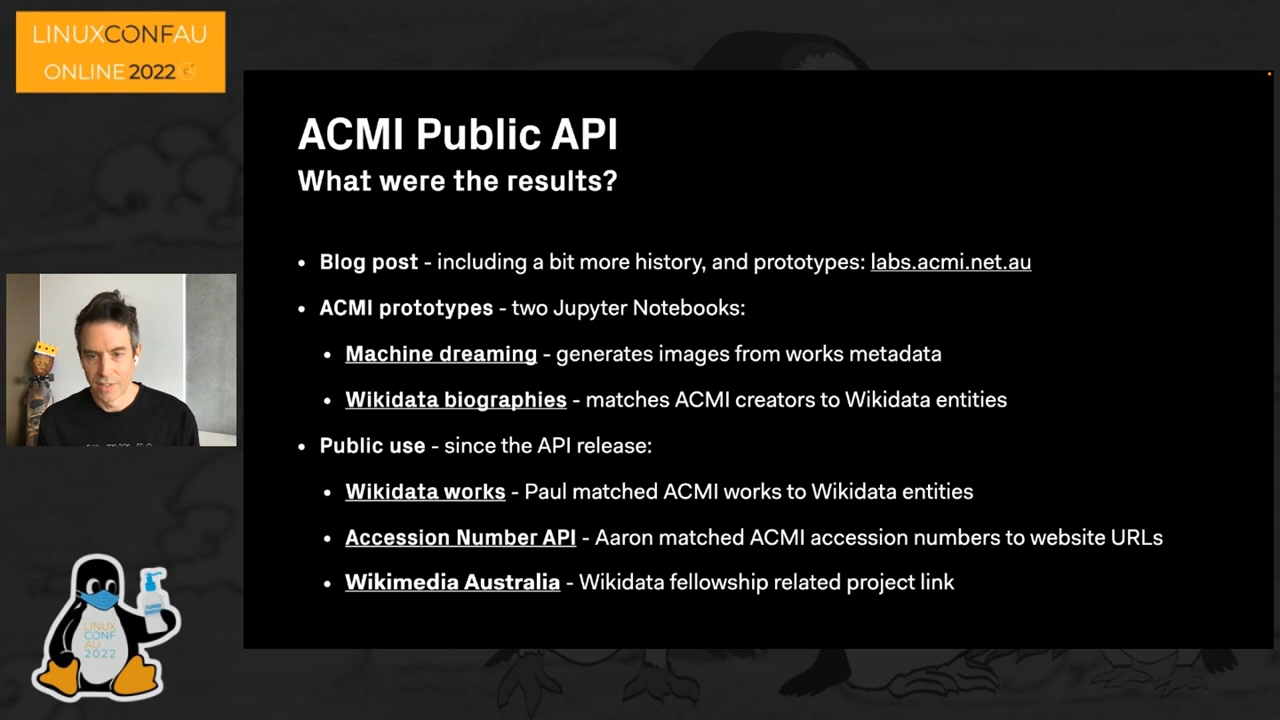 LINUXCONFAU
ONLINE 2022
ACMI Public API
What were the results?
• Blog post - including a bit more history, and prototypes: labs.acmi.net.au
• ACMI prototypes - two Jupyter Notebooks:
• Machine dreaming - generates images from works metadata
• Wikidata biographies - matches ACMI creators to Wikidata entities
• Public use - since the API release:
• Wikidata works - Paul matched ACMI works to Wikidata entities
• Accession Number API - Aaron matched ACMI accession numbers to website URLs
• Wikimedia Australia - Wikidata fellowship related project link
LINUX
CONF
AU
2022